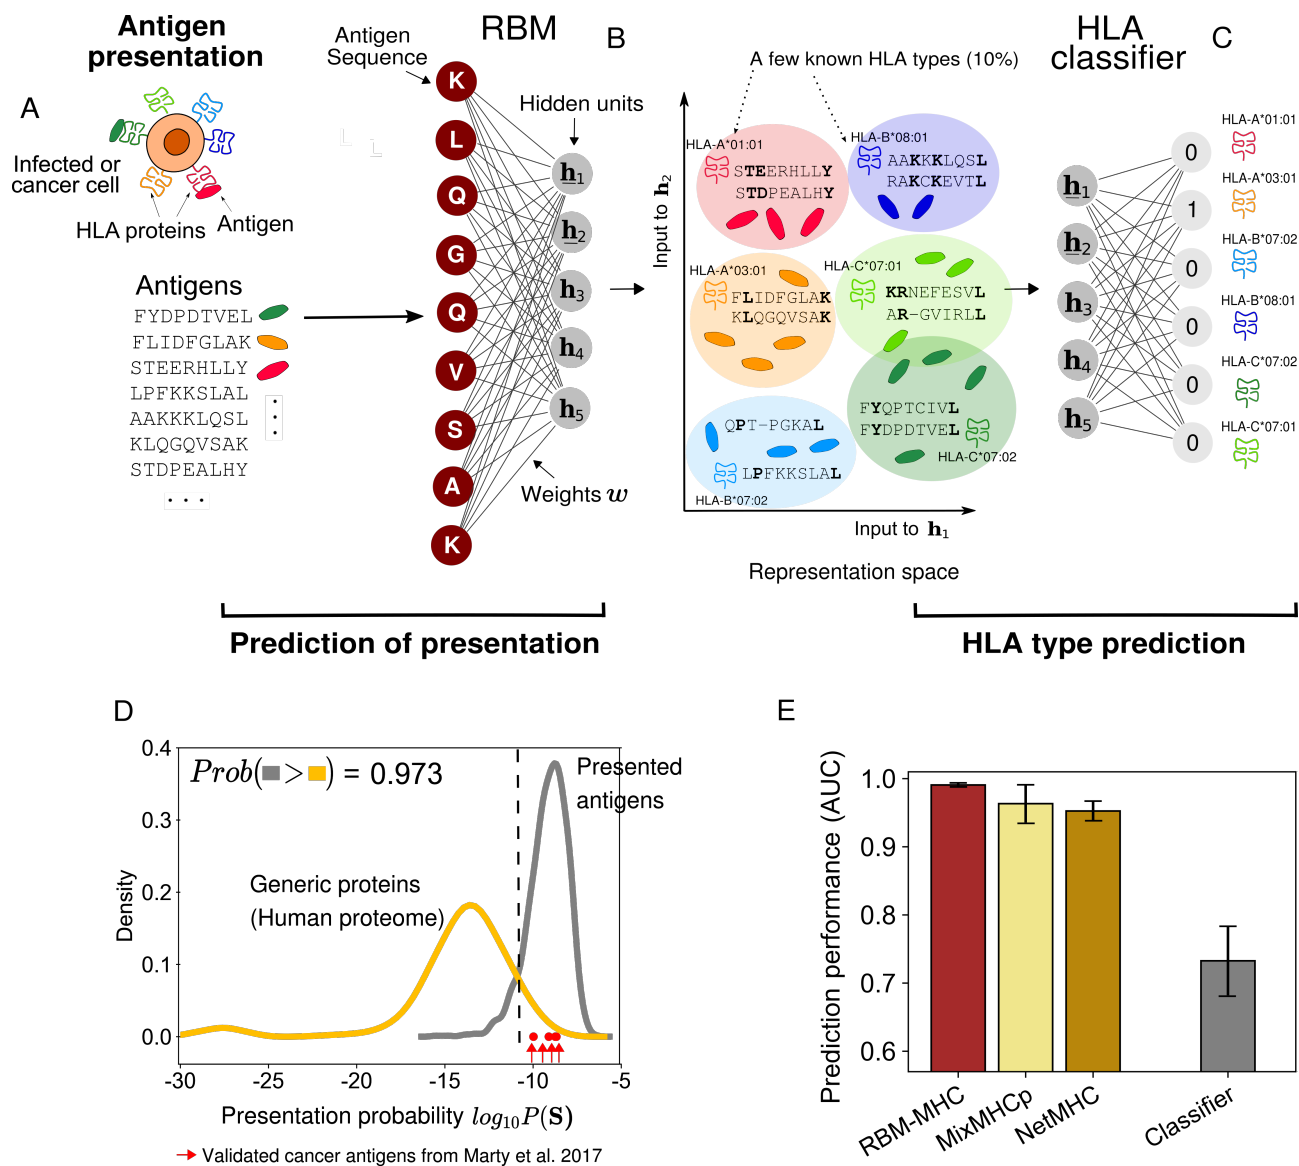 Antigen
presentation
A
Infected or
cancer cell
HLA proteins
Antigen
Antigens
FYDPDTVEL
FLIDFGLAK
STEERHLLY
LPFKKSLAL
AAKKKLQSL
KLQGQVSAK
STDPEALHY
RBM
B
Antigen
Sequence
K
L
Q
G
Q
V
S
A
K
Hidden units
h1
h2
h3
h4
h5
Weights w
A few known HLA types (10%)
Input to h2
HLA-A*01:01
STEERHLLY
STDPEALHY
HLA-B*08:01
AAKKKLQSL
RAKCKEVTL
HLA-A*03:01
FLIDFGLAK
KLQGQVSAK
HLA-C*07:01
KRNEFESVL
AR-GVIRLL
QPT-PGKAL
LPFKKSLAL
HLA-B*07:02
FYQPTCIVL
FYDPDTVEL
HLA-C*07:02
Input to h1
Representation space
HLA
classifier
C
h1
h2
h3
h4
h5
0
1
0
0
0
0
HLA-A*01:01
HLA-A*03:01
HLA-B*07:02
HLA-B*08:01
HLA-C*07:02
HLA-C*07:01
Prediction of presentation
HLA type prediction
D
Prob( > ) = 0.973
Presented
antigens
Generic proteins
(Human proteome)
Density
0.4
0.3
0.2
0.1
0.0
-30
-25
-20
-15
-10
-5
Presentation probability log10P(S)
Validated cancer antigens from Marty et al. 2017
E
Prediction performance (AUC)
1.0
0.9
0.8
0.7
0.6
RBM-MHC
MixMHCp
NetMHC
Classifier